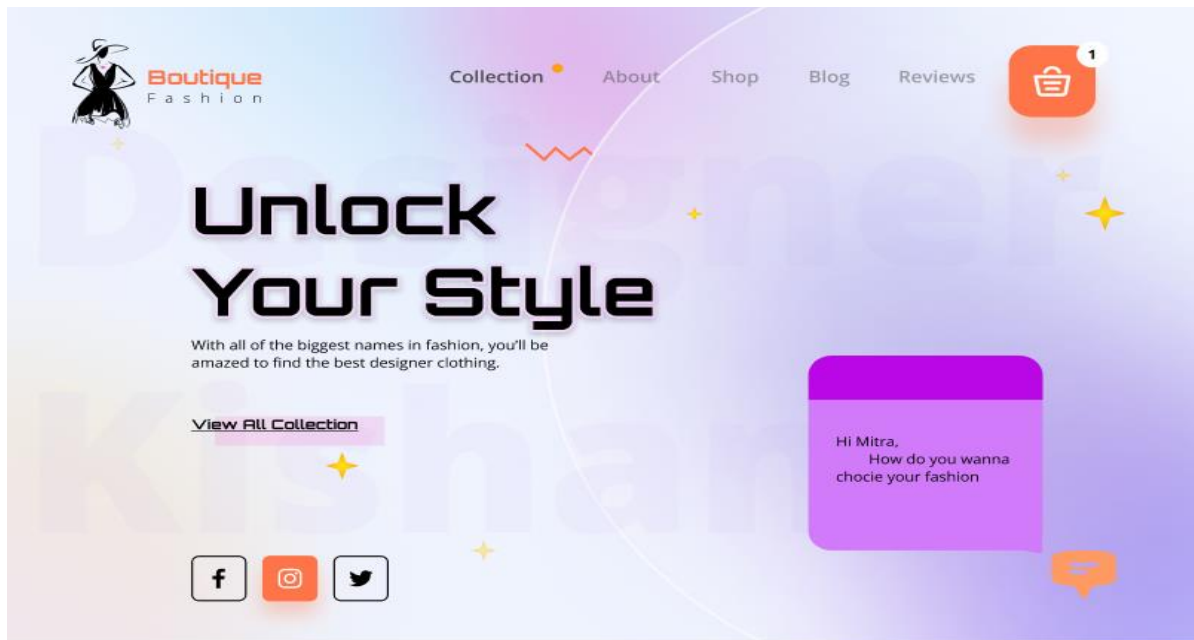 Boutique
Fashion
Collection About Shop Blog Reviews
1
Designer
Unlock
Your Style
With all of the biggest names in fashion, you'll be
amazed to find the best designer clothing.
Kishan
View All Collection
Hi Mitra,
How do you wanna
chocie your fashion